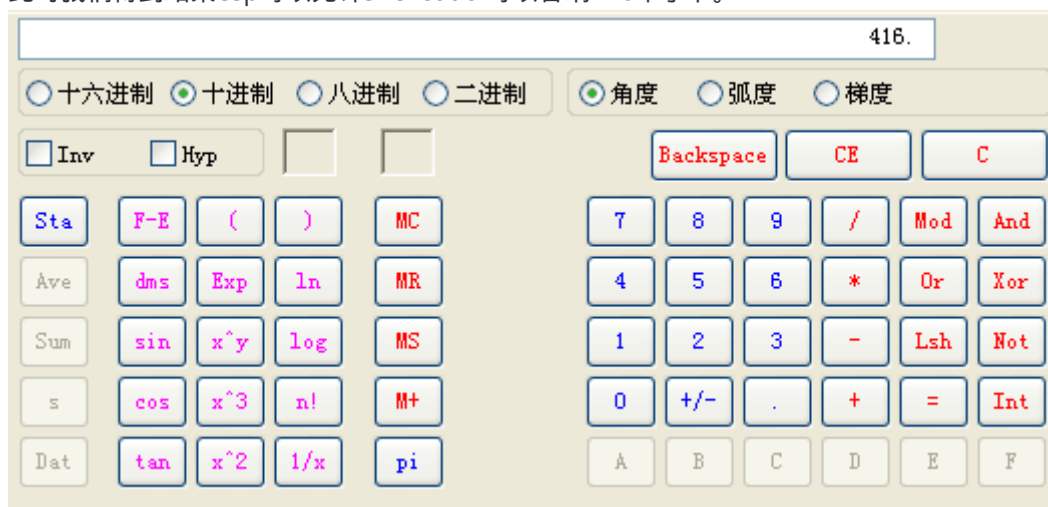 416.
十六进制 十进制 八进制 二进制 角度 弧度 梯度
Inv Hyp Backspace CE C
Sta F-E ( ) MC 7 8 9 / Mod And
Ave dms Exp ln MR 4 5 6 * Or Xor
Sum sin x^y log MS 1 2 3 - Lsh Not
s cos x^3 n! M+ 0 +/- . + = Int
Dat tan x^2 1/x pi A B C D E F